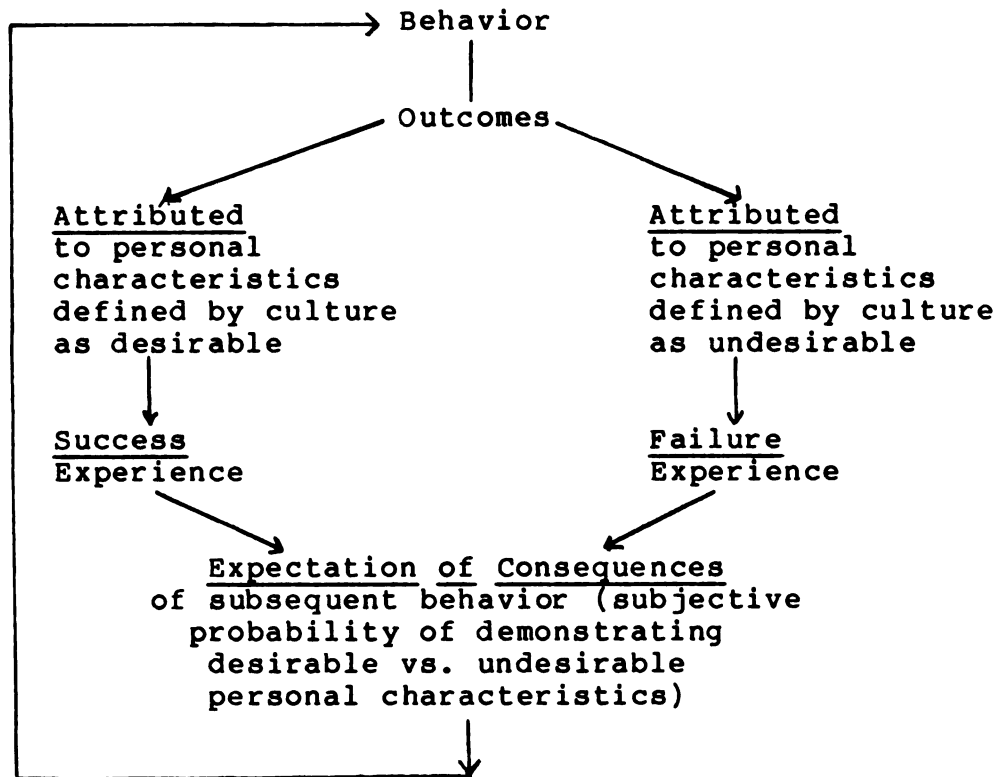 Behavior
Outcomes
Attributed
to personal
characteristics
defined by culture
as desirable
Attributed
to personal
characteristics
defined by culture
as undesirable
Success
Experience
Failure
Experience
Expectation of Consequences
of subsequent behavior (subjective
probability of demonstrating
desirable vs. undesirable
personal characteristics)